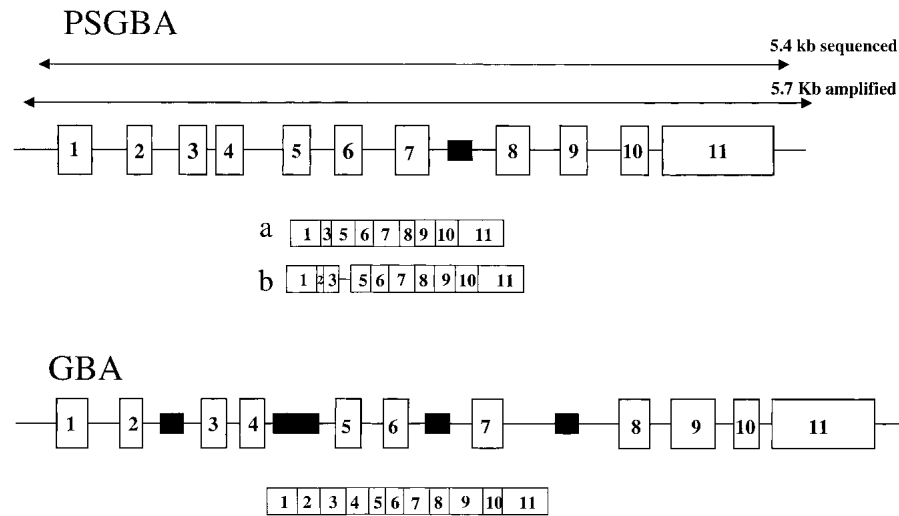 PSGBA
5.4 kb sequenced
5.7 Kb amplified
1 2 3 4 5 6 7 8 9 10 11
a 1 3 5 6 7 8 9 10 11
b 1 2 3 5 6 7 8 9 10 11
GBA
1 2 3 4 5 6 7 8 9 10 11
1 2 3 4 5 6 7 8 9 10 11